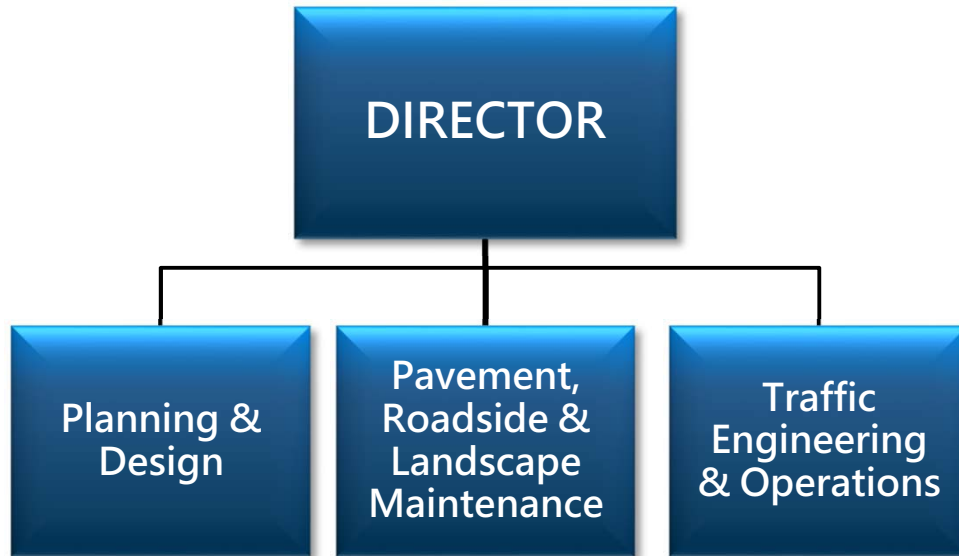 DIRECTOR
Planning &
Design
Pavement,
Roadside &
Landscape
Maintenance
Traffic
Engineering
& Operations